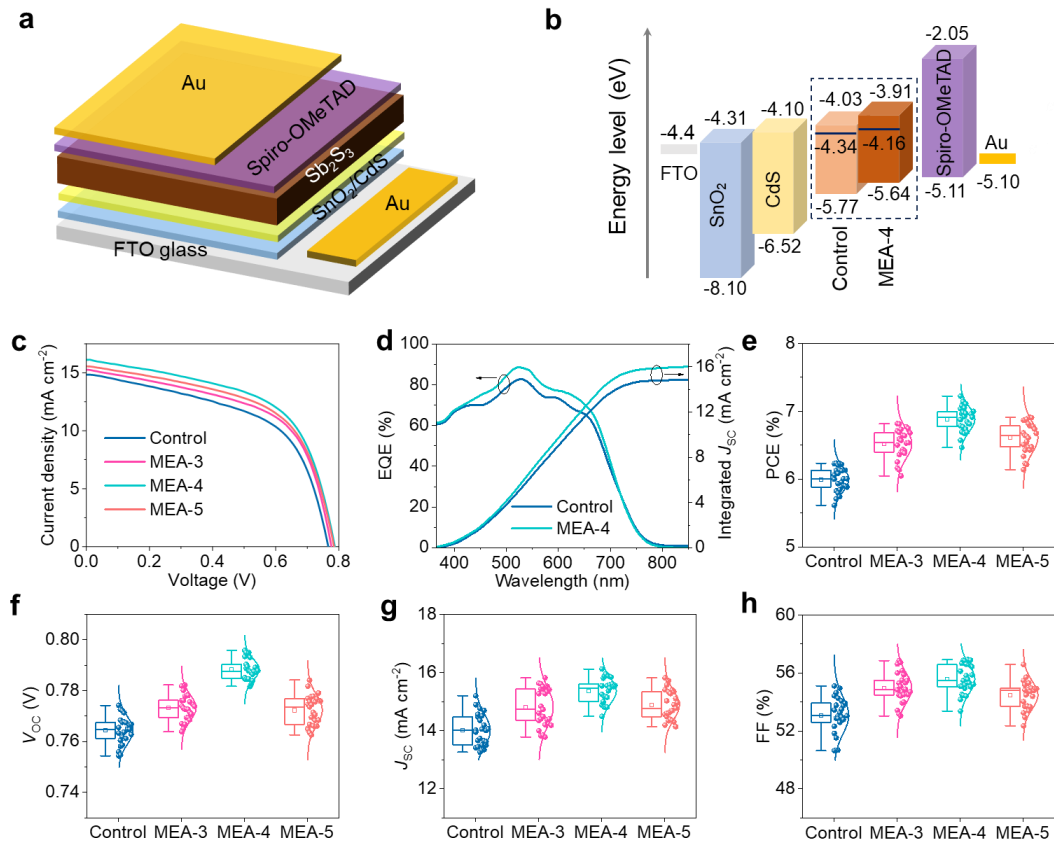 a
Au
Spiro-OMeTAD
Sb₂S₃
SnO₂/CdS
Au
FTO glass
b
Energy level (eV)
-4.4
FTO
-4.31
SnO₂
-8.10
-4.10
CdS
-6.52
-4.03
-4.34
-5.77
Control
-3.91
-4.16
-5.64
MEA-4
-2.05
Spiro-OMeTAD
-5.11
Au
-5.10
c
Current density (mA cm⁻²)
15
10
5
0
Control
MEA-3
MEA-4
MEA-5
0.0 0.2 0.4 0.6 0.8
Voltage (V)
d
EQE (%)
100
80
60
40
20
0
Control
MEA-4
400 500 600 700 800
Wavelength (nm)
20
16
12
8
4
0
Integrated JSC (mA cm⁻²)
e
PCE (%)
8
7
6
5
Control MEA-3 MEA-4 MEA-5
f
VOC (V)
0.80
0.78
0.76
0.74
Control MEA-3 MEA-4 MEA-5
g
JSC (mA cm⁻²)
18
16
14
12
11
Control MEA-3 MEA-4 MEA-5
h
FF (%)
60
56
52
48
Control MEA-3 MEA-4 MEA-5